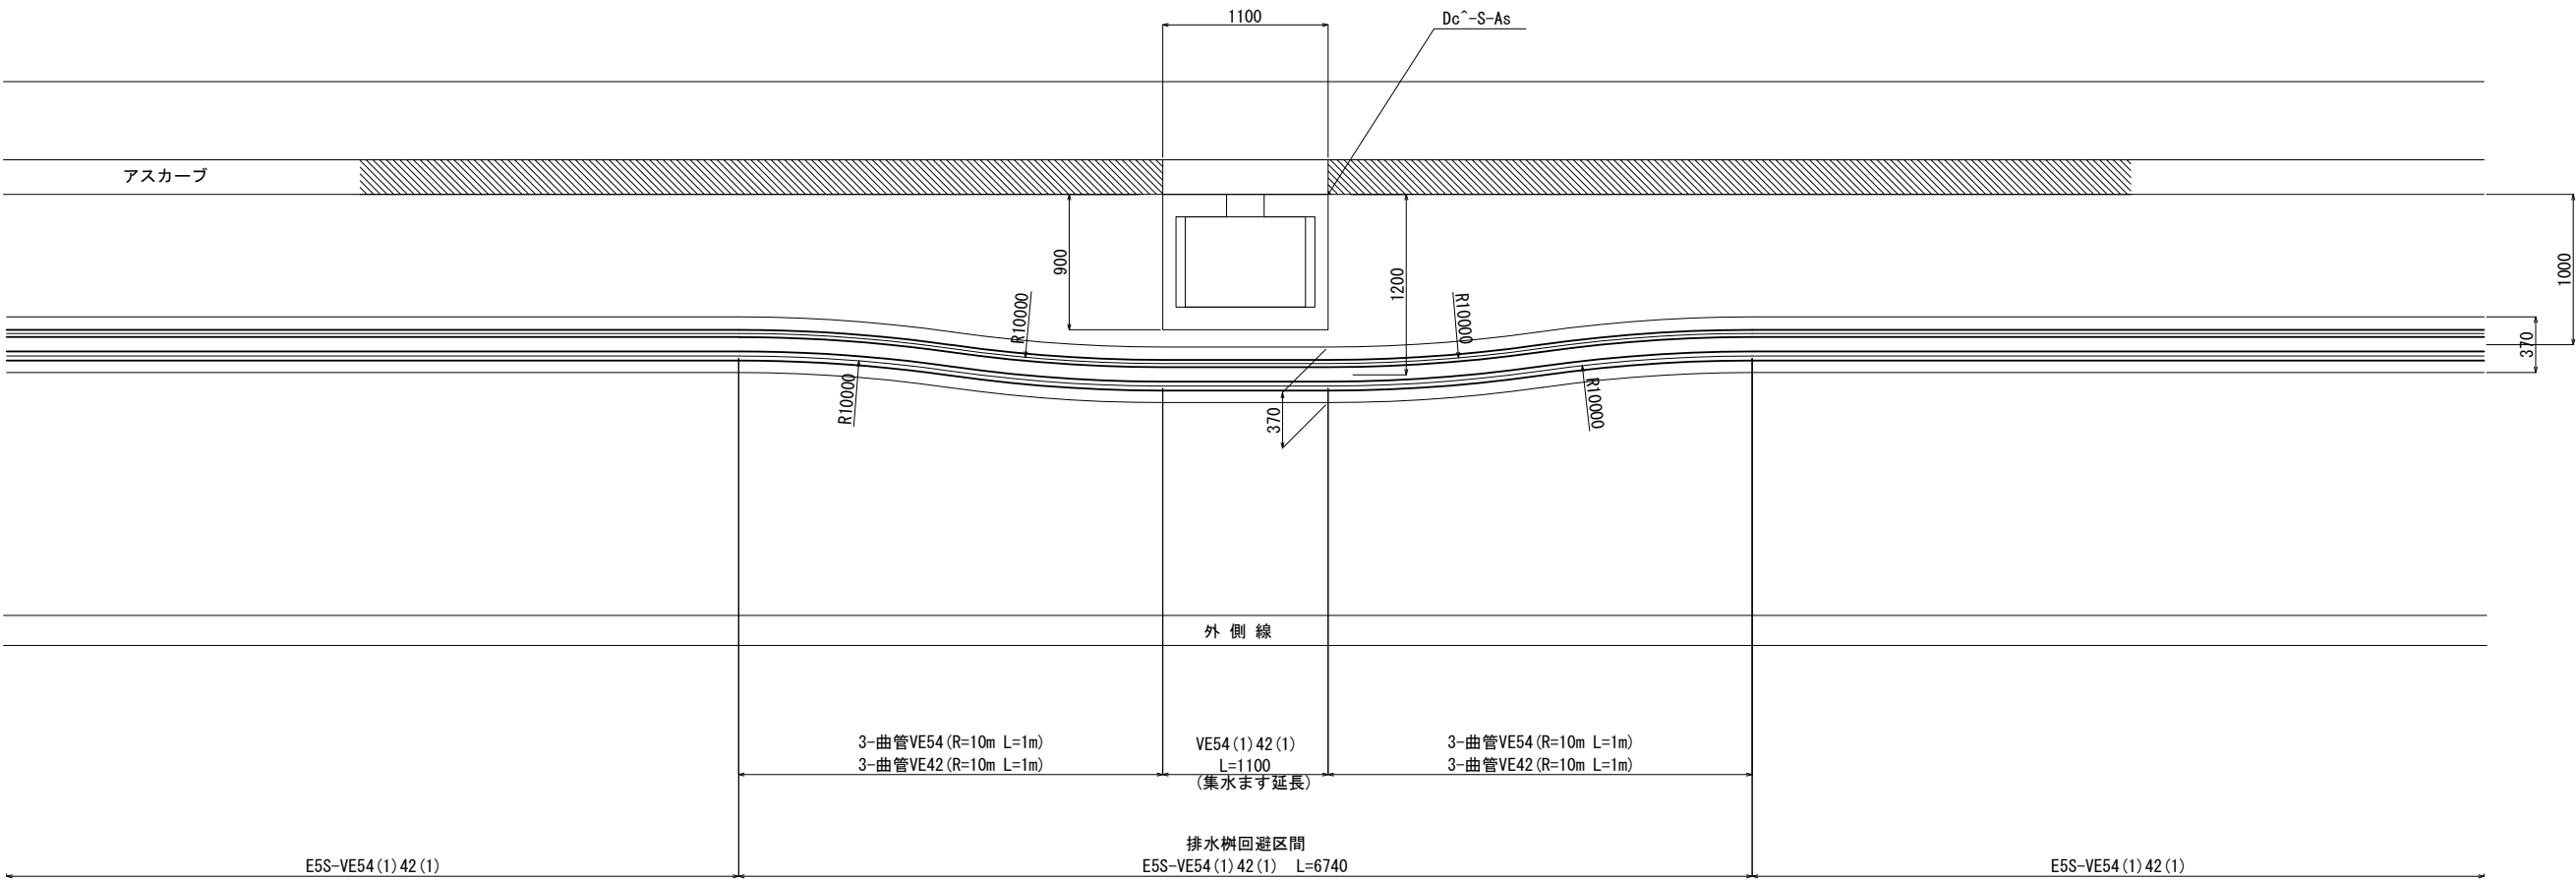 1100
Dc^-S-As
アスカーブ
900
1200
1000
R10000
R10000
370
R10000
R10000
370
外 側 線
3-曲管VE54(R=10m L=1m)
3-曲管VE42(R=10m L=1m)
VE54(1)42(1)
L=1100
(集水ます延長)
3-曲管VE54(R=10m L=1m)
3-曲管VE42(R=10m L=1m)
排水桝回避区間
E5S-VE54(1)42(1)
E5S-VE54(1)42(1) L=6740
E5S-VE54(1)42(1)